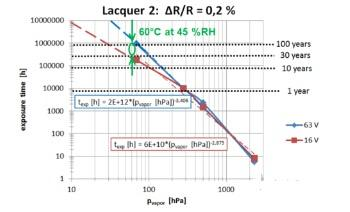 Lacquer 2: ΔR/R = 0,2 %
10000000
1000000
100000
10000
1000
100
10
1
exposure time [h]
60°C at 45 %RH
100 years
30 years
10 years
1 year
t_exp [h] = 2E+12*(p_vapor [hPa])^-3.408
t_exp [h] = 6E+10*(p_vapor [hPa])^-2.875
63 V
16 V
10
100
1000
p_vapor [hPa]